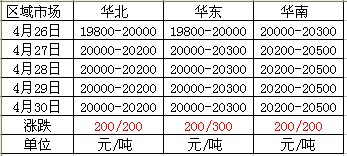 区域市场 华北 华东 华南
4月26日 19800-20000 19800-20000 20000-20300
4月27日 20000-20200 20000-20300 20200-20500
4月28日 20000-20200 20000-20300 20200-20500
4月29日 20000-20200 20000-20300 20200-20500
4月30日 20000-20200 20000-20300 20200-20500
涨跌 200/200 200/300 200/200
单位 元/吨 元/吨 元/吨